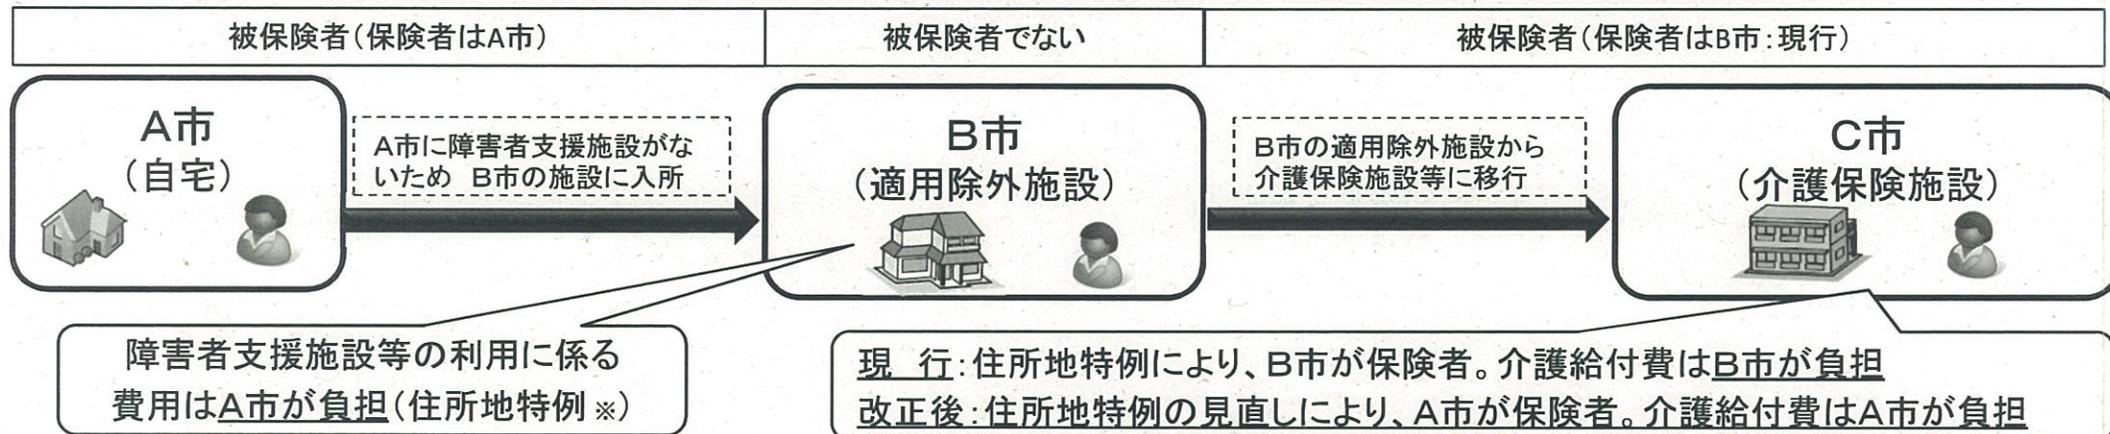 被保険者(保険者はA市)
被保険者でない
被保険者(保険者はB市:現行)
A市
(自宅)
A市に障害者支援施設がな
いため B市の施設に入所
B市
(適用除外施設)
B市の適用除外施設から
介護保険施設等に移行
C市
(介護保険施設)
障害者支援施設等の利用に係る
費用はA市が負担(住所地特例※)
現 行:住所地特例により、B市が保険者。介護給付費はB市が負担
改正後:住所地特例の見直しにより、A市が保険者。介護給付費はA市が負担